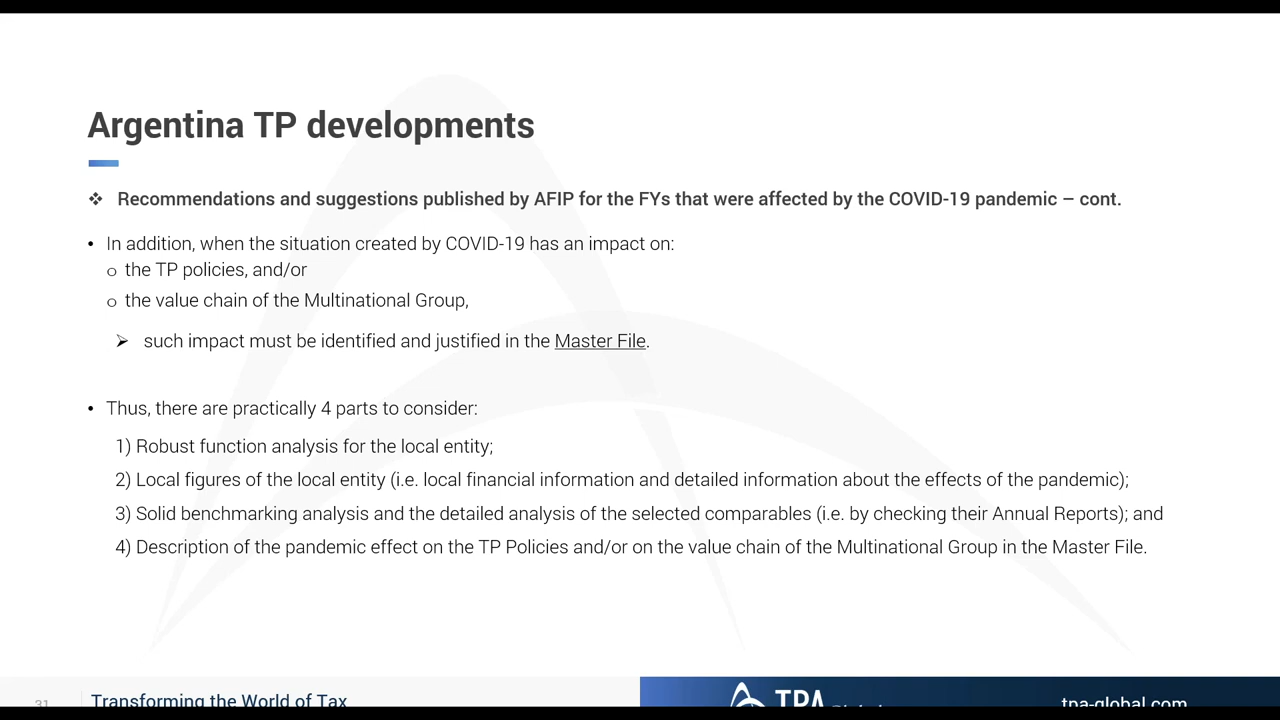 Argentina TP developments
❖ Recommendations and suggestions published by AFIP for the FYs that were affected by the COVID-19 pandemic – cont.
• In addition, when the situation created by COVID-19 has an impact on:
o the TP policies, and/or
o the value chain of the Multinational Group,
➢ such impact must be identified and justified in the Master File.
• Thus, there are practically 4 parts to consider:
1) Robust function analysis for the local entity;
2) Local figures of the local entity (i.e. local financial information and detailed information about the effects of the pandemic);
3) Solid benchmarking analysis and the detailed analysis of the selected comparables (i.e. by checking their Annual Reports); and
4) Description of the pandemic effect on the TP Policies and/or on the value chain of the Multinational Group in the Master File.
31 Transforming the World of Tax
TPA Global
tpa-global.com